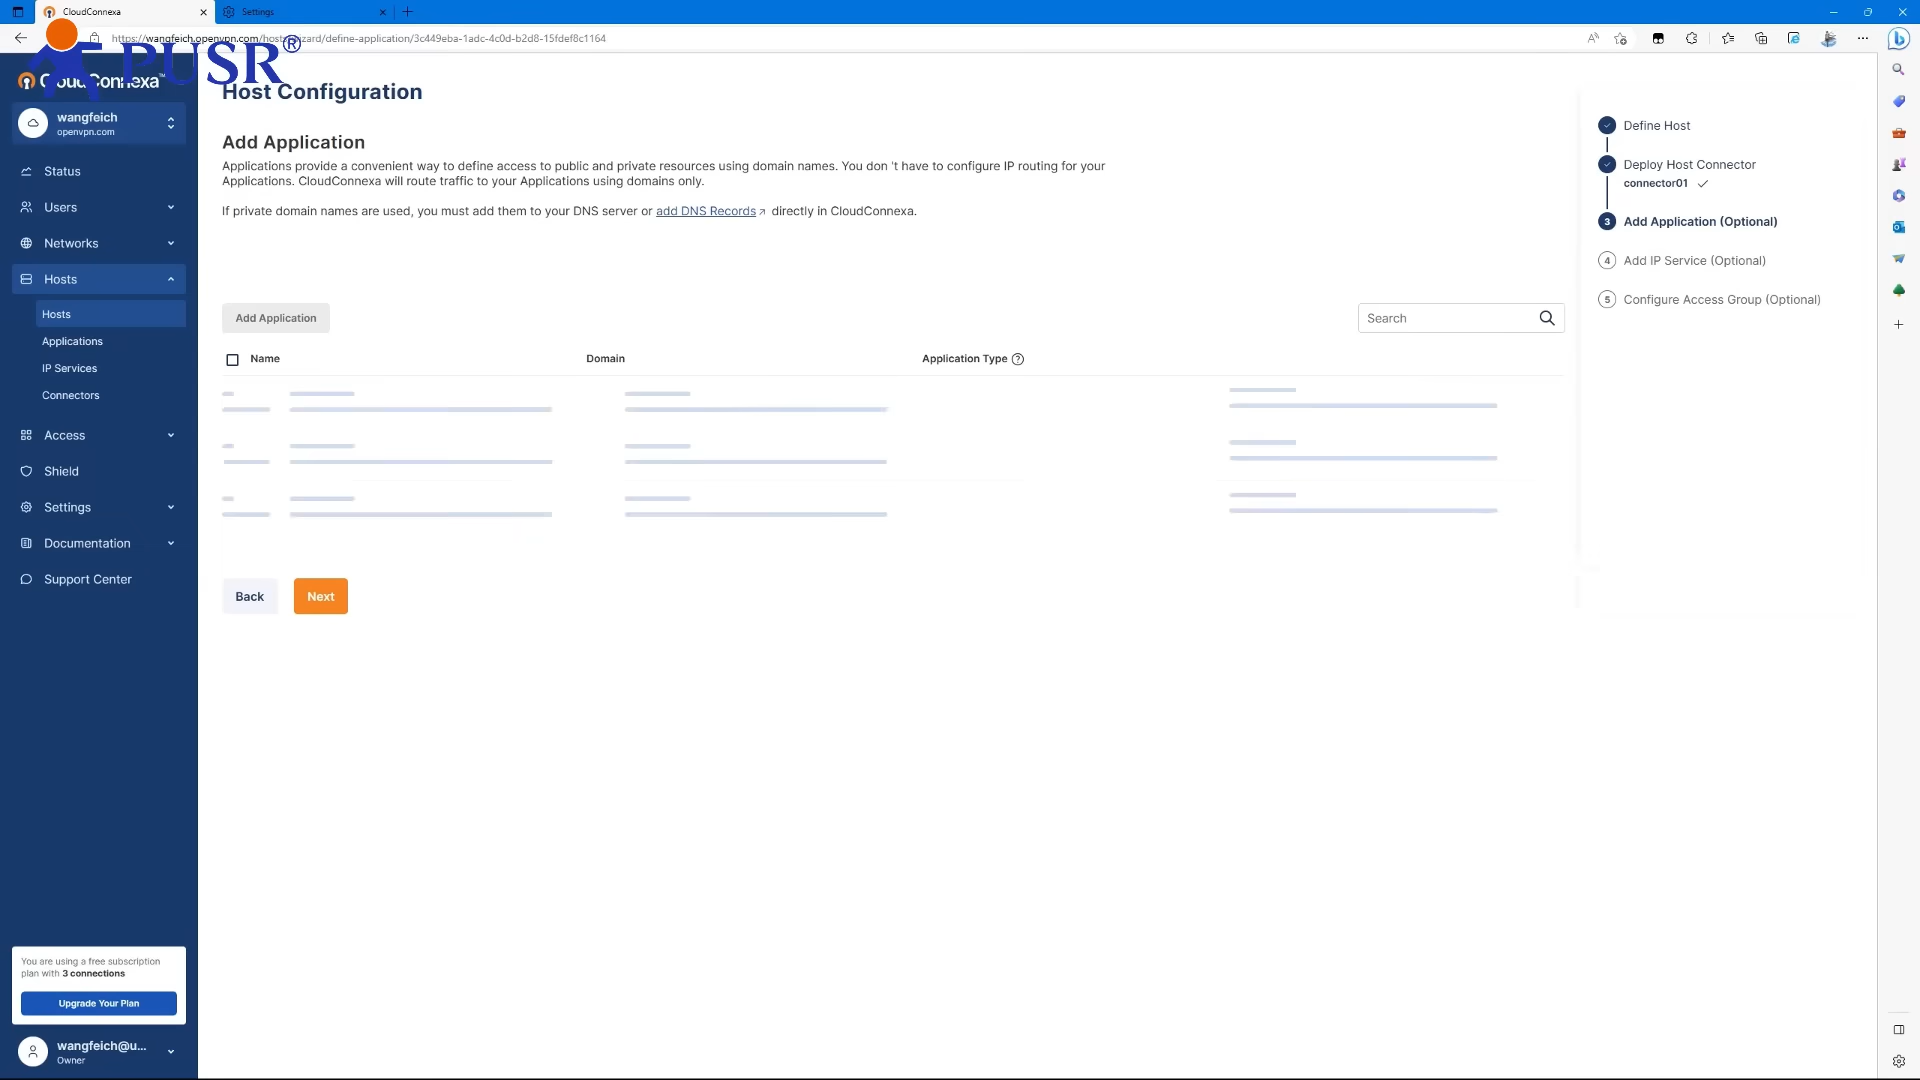 CloudConnexa
Settings
https://wangfeich.openvpn.com/hosts/wizard/define-application/3c449eba-1adc-4c0d-b2d8-15fdef8c1164
PUSR®
CloudConnexa™
wangfeich
openvpn.com
Status
Users
Networks
Hosts
Hosts
Applications
IP Services
Connectors
Access
Shield
Settings
Documentation
Support Center
You are using a free subscription
plan with 3 connections
Upgrade Your Plan
wangfeich@u...
Owner
Host Configuration
Add Application
Applications provide a convenient way to define access to public and private resources using domain names. You don 't have to configure IP routing for your
Applications. CloudConnexa will route traffic to your Applications using domains only.
If private domain names are used, you must add them to your DNS server or add DNS Records directly in CloudConnexa.
Add Application
Search
Name Domain Application Type
Back Next
Define Host
Deploy Host Connector
connector01
3 Add Application (Optional)
4 Add IP Service (Optional)
5 Configure Access Group (Optional)